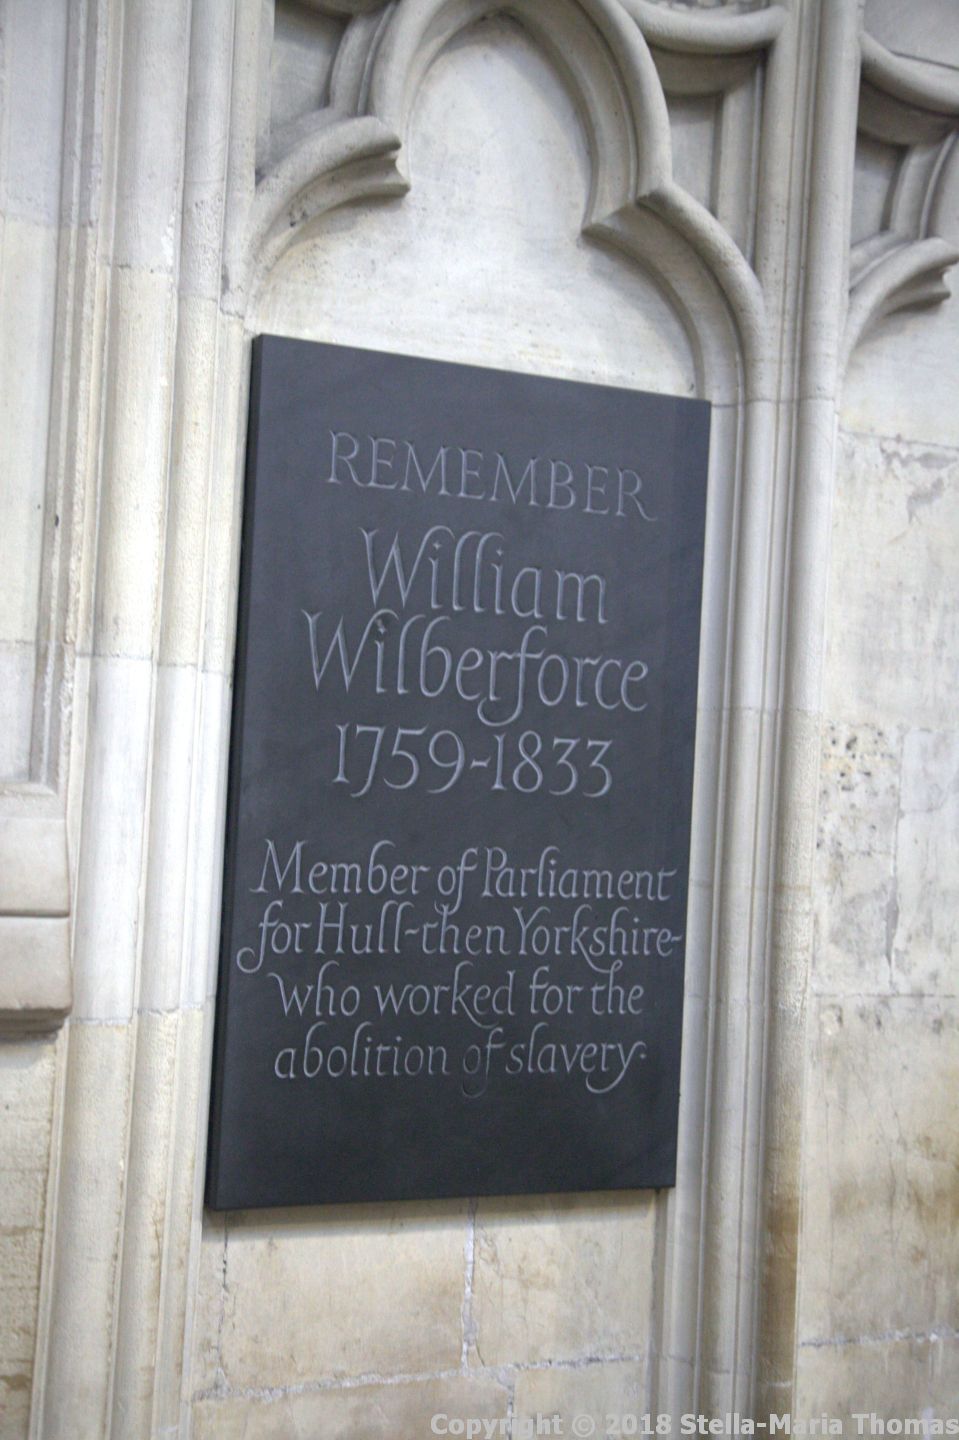 REMEMBER
William
Wilberforce
1759-1833
Member of Parliament
for Hull-then Yorkshire-
who worked for the
abolition of slavery·
Copyright © 2018 Stella-Maria Thomas